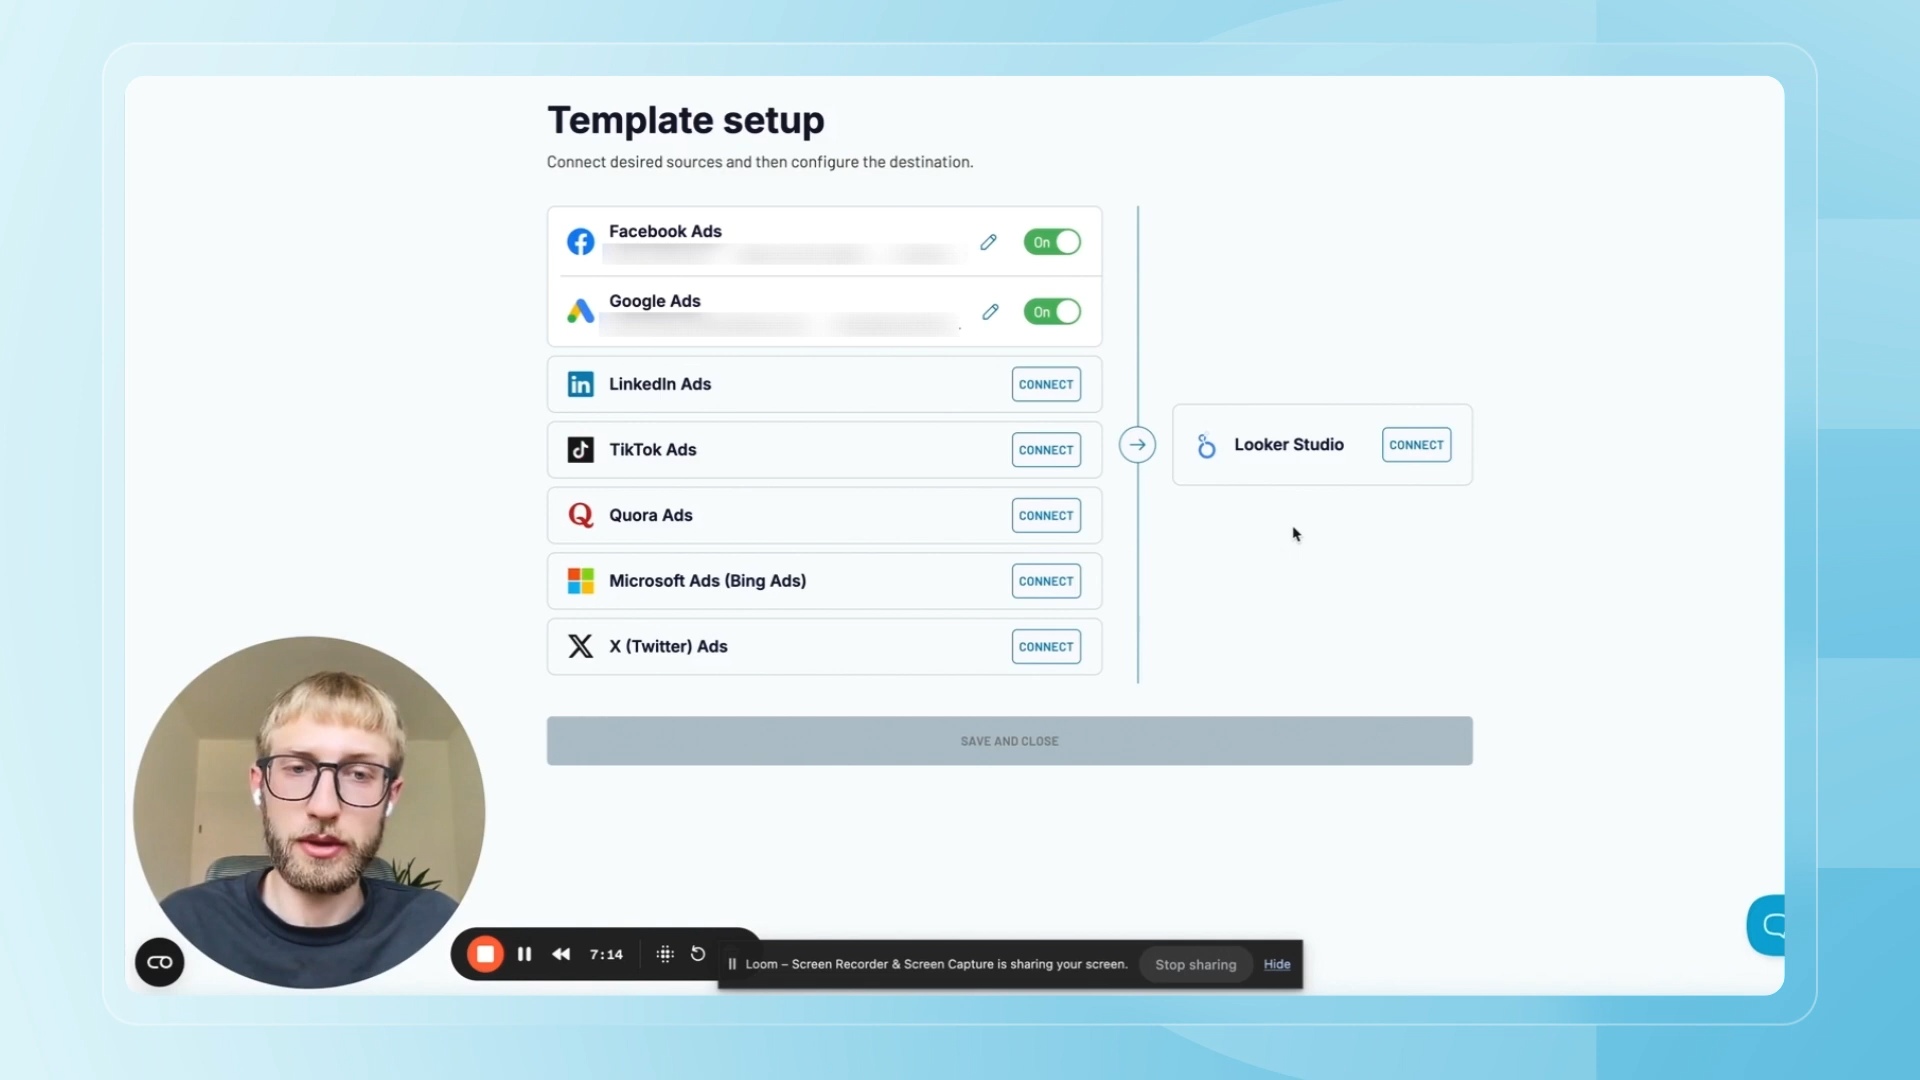 Template setup
Connect desired sources and then configure the destination.
Facebook Ads
On
Google Ads
On
LinkedIn Ads
CONNECT
TikTok Ads
CONNECT
Looker Studio
CONNECT
Quora Ads
CONNECT
Microsoft Ads (Bing Ads)
CONNECT
X (Twitter) Ads
CONNECT
SAVE AND CLOSE
7:14
Loom – Screen Recorder & Screen Capture is sharing your screen.
Stop sharing
Hide